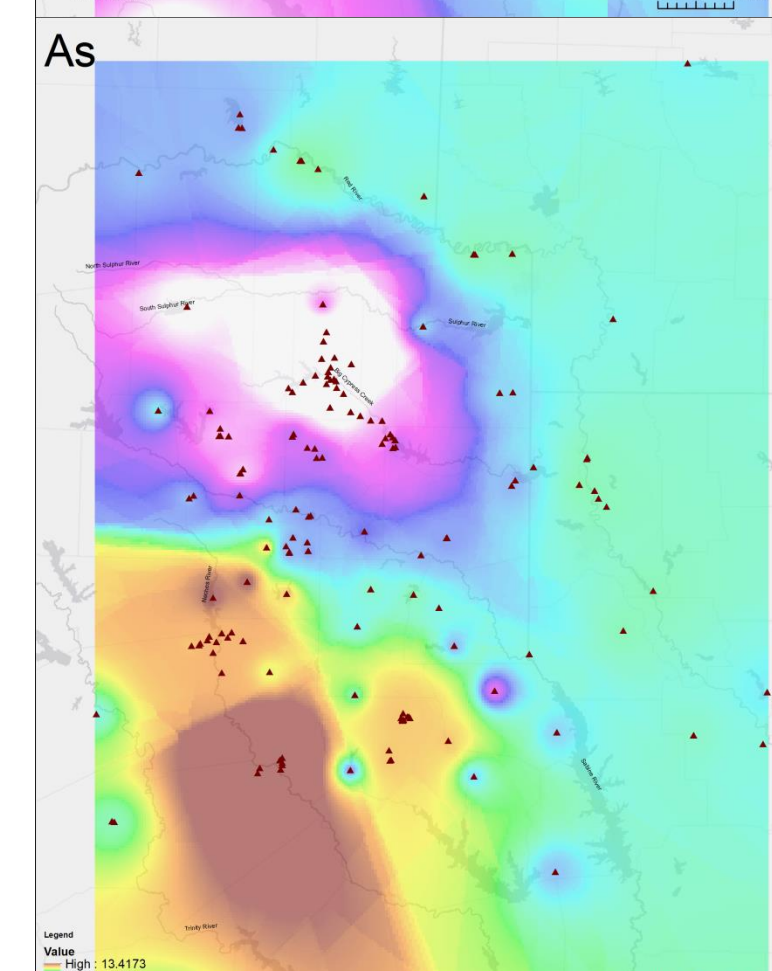 As
Red River
North Sulphur River
South Sulphur River
Sulphur River
Big Cypress Creek
Neches River
Sabine River
Trinity River
Legend
Value
High : 13.4173